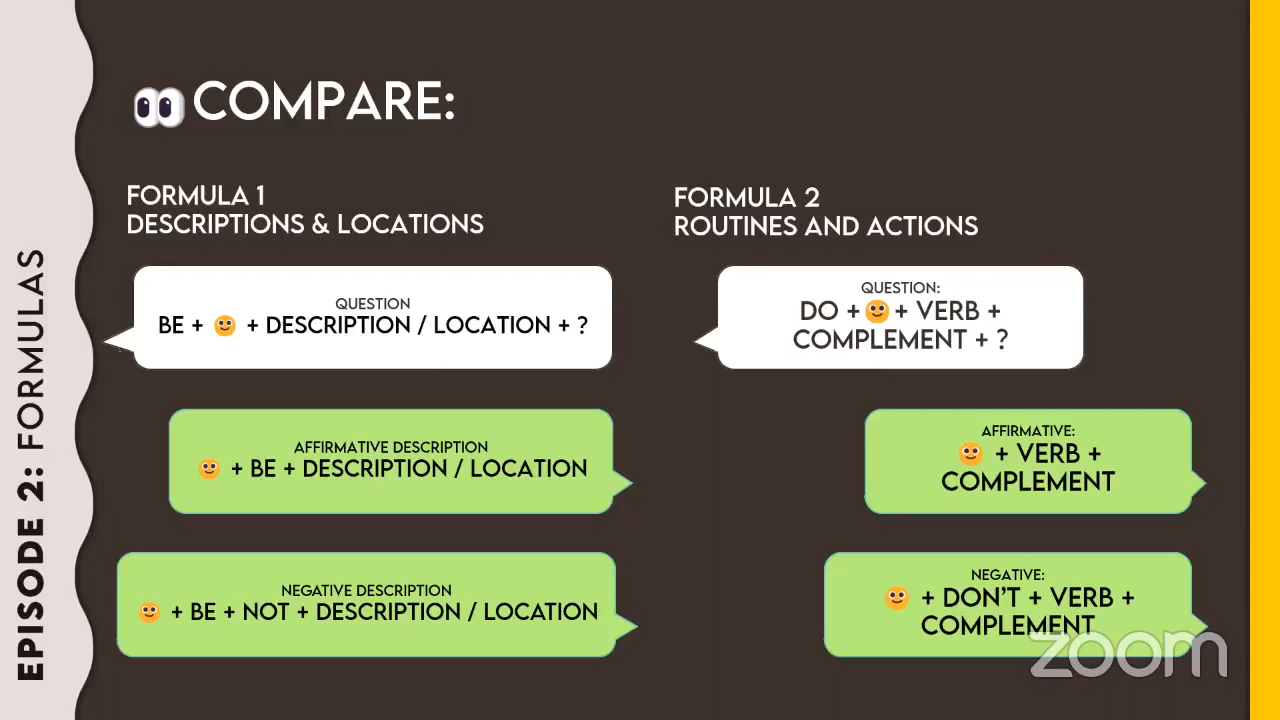 EPISODE 2: FORMULAS
👀 COMPARE:
FORMULA 1
DESCRIPTIONS & LOCATIONS
QUESTION
BE + 🙂 + DESCRIPTION / LOCATION + ?
AFFIRMATIVE DESCRIPTION
🙂 + BE + DESCRIPTION / LOCATION
NEGATIVE DESCRIPTION
🙂 + BE + NOT + DESCRIPTION / LOCATION
FORMULA 2
ROUTINES AND ACTIONS
QUESTION:
DO + 🙂 + VERB +
COMPLEMENT + ?
AFFIRMATIVE:
🙂 + VERB +
COMPLEMENT
NEGATIVE:
🙂 + DON'T + VERB +
COMPLEMENT
zoom